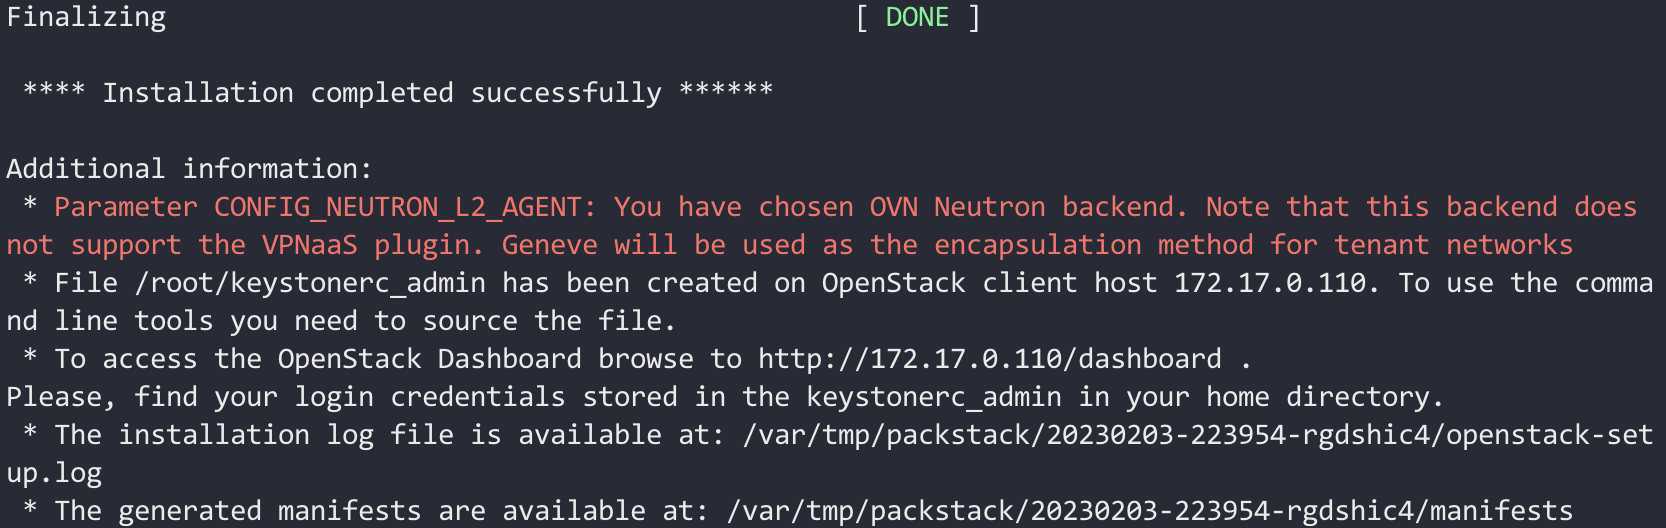 Finalizing [ DONE ]
**** Installation completed successfully ******
Additional information:
* Parameter CONFIG_NEUTRON_L2_AGENT: You have chosen OVN Neutron backend. Note that this backend does
not support the VPNaaS plugin. Geneve will be used as the encapsulation method for tenant networks
* File /root/keystonerc_admin has been created on OpenStack client host 172.17.0.110. To use the comma
nd line tools you need to source the file.
* To access the OpenStack Dashboard browse to http://172.17.0.110/dashboard .
Please, find your login credentials stored in the keystonerc_admin in your home directory.
* The installation log file is available at: /var/tmp/packstack/20230203-223954-rgdshic4/openstack-set
up.log
* The generated manifests are available at: /var/tmp/packstack/20230203-223954-rgdshic4/manifests